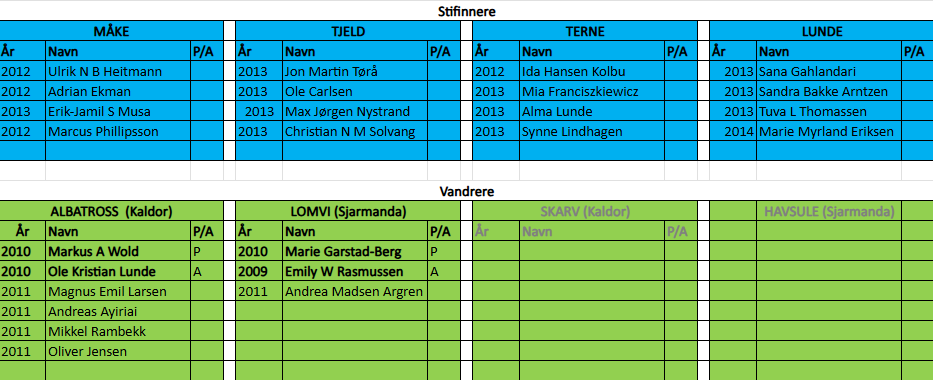 Stifinnere
MÅKE TJELD TERNE LUNDE
År Navn P/A År Navn P/A År Navn P/A År Navn P/A
2012 Ulrik N B Heitmann 2013 Jon Martin Tørå 2012 Ida Hansen Kolbu 2013 Sana Gahlandari
2012 Adrian Ekman 2013 Ole Carlsen 2013 Mia Franciszkiewicz 2013 Sandra Bakke Arntzen
2013 Erik-Jamil S Musa 2013 Max Jørgen Nystrand 2013 Alma Lunde 2013 Tuva L Thomassen
2012 Marcus Phillipsson 2013 Christian N M Solvang 2013 Synne Lindhagen 2014 Marie Myrland Eriksen
Vandrere
ALBATROSS (Kaldor) LOMVI (Sjarmanda) SKARV (Kaldor) HAVSULE (Sjarmanda)
År Navn P/A År Navn P/A År Navn P/A
2010 Markus A Wold P 2010 Marie Garstad-Berg P
2010 Ole Kristian Lunde A 2009 Emily W Rasmussen A
2011 Magnus Emil Larsen 2011 Andrea Madsen Argren
2011 Andreas Ayiriai
2011 Mikkel Rambekk
2011 Oliver Jensen